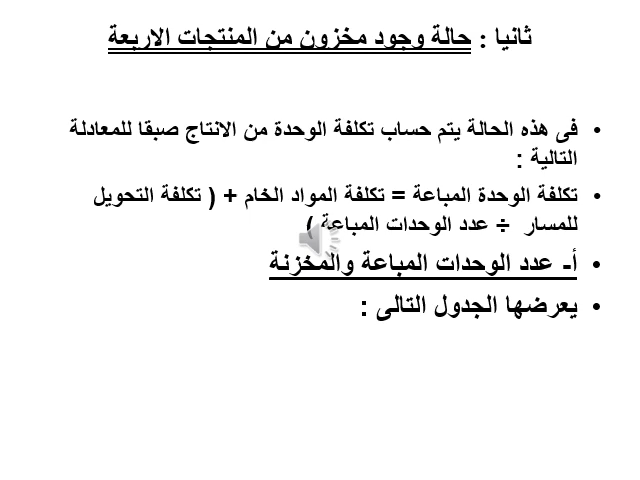 ثانيا : حالة وجود مخزون من المنتجات الاربعة
• فى هذه الحالة يتم حساب تكلفة الوحدة من الانتاج صبقا للمعادلة
التالية :
• تكلفة الوحدة المباعة = تكلفة المواد الخام + ( تكلفة التحويل
للمسار ÷ عدد الوحدات المباعة )
• أ- عدد الوحدات المباعة والمخزنة
• يعرضها الجدول التالى :